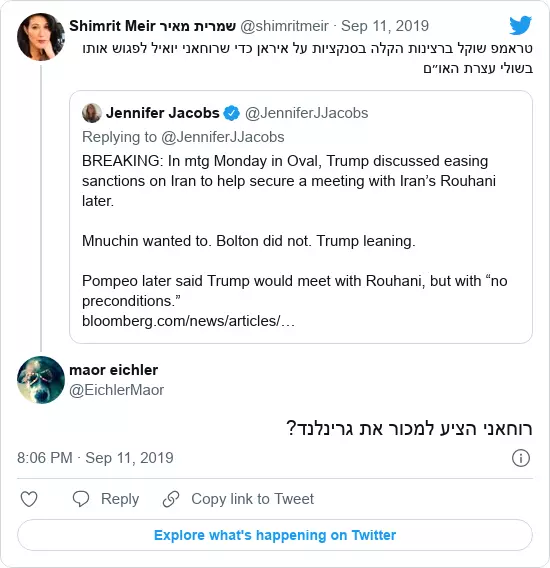 Shimrit Meir שמרית מאיר @shimritmeir · Sep 11, 2019
טראמפ שוקל ברצינות הקלה בסנקציות על איראן כדי שרוחאני יואיל לפגוש אותו
בשולי עצרת האו״ם
Jennifer Jacobs @JenniferJJacobs
Replying to @JenniferJJacobs
BREAKING: In mtg Monday in Oval, Trump discussed easing
sanctions on Iran to help secure a meeting with Iran’s Rouhani
later.
Mnuchin wanted to. Bolton did not. Trump leaning.
Pompeo later said Trump would meet with Rouhani, but with “no
preconditions.”
bloomberg.com/news/articles/…
maor eichler
@EichlerMaor
רוחאני הציע למכור את גרינלנד?
8:06 PM · Sep 11, 2019
Reply
Copy link to Tweet
Explore what's happening on Twitter